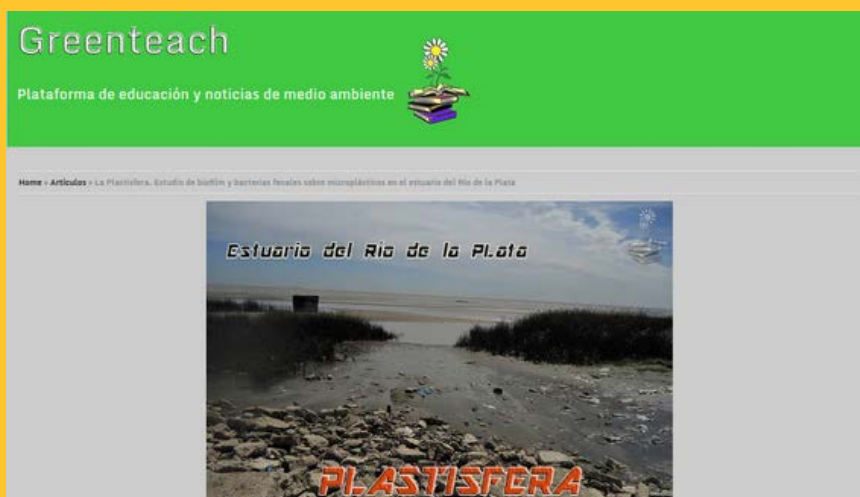 Greenteach
Plataforma de educación y noticias de medio ambiente
Home » Artículos » La Plastisfera. Estudio de biofilm y bacterias fecales sobre microplásticos en el estuario del Río de la Plata
Estuario del Rio de la PLata
PLASTISFERA